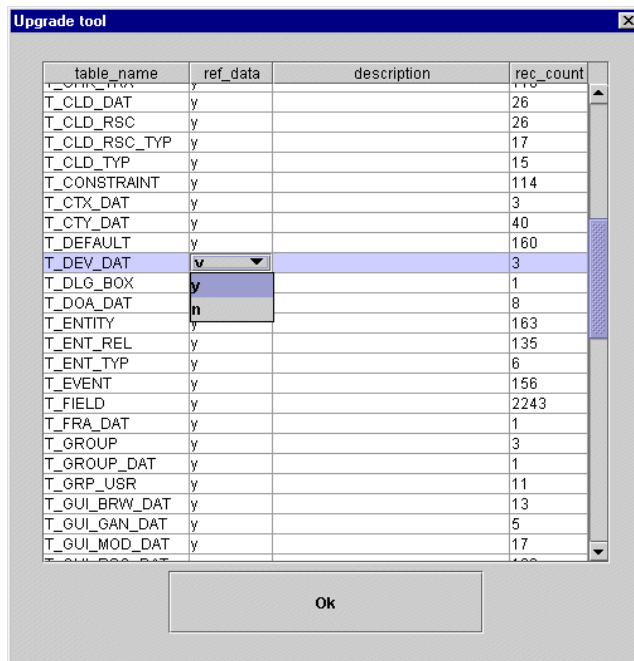 Upgrade tool
table_name ref_data description rec_count
T_CLD_DAT y 26
T_CLD_RSC y 26
T_CLD_RSC_TYP y 17
T_CLD_TYP y 15
T_CONSTRAINT y 114
T_CTX_DAT y 3
T_CTY_DAT y 40
T_DEFAULT y 160
T_DEV_DAT y 3
T_DLG_BOX y 1
T_DOA_DAT n 8
T_ENTITY y 163
T_ENT_REL y 135
T_ENT_TYP y 6
T_EVENT y 156
T_FIELD y 2243
T_FRA_DAT y 1
T_GROUP y 3
T_GROUP_DAT y 1
T_GRP_USR y 11
T_GUI_BRW_DAT y 13
T_GUI_GAN_DAT y 5
T_GUI_MOD_DAT y 17
Ok